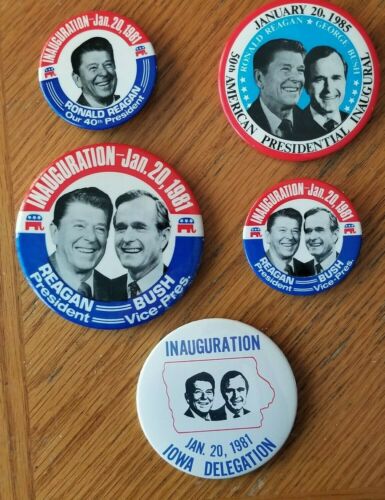 INAUGURATION-Jan. 20, 1981
RONALD REAGAN
Our 40th President
JANUARY 20, 1985
RONALD REAGAN ★ GEORGE BUSH
50th AMERICAN PRESIDENTIAL INAUGURAL
INAUGURATION-Jan. 20, 1981
REAGAN BUSH
President Vice-Pres.
INAUGURATION-Jan. 20, 1981
REAGAN BUSH
President Vice-Pres.
INAUGURATION
JAN. 20, 1981
IOWA DELEGATION